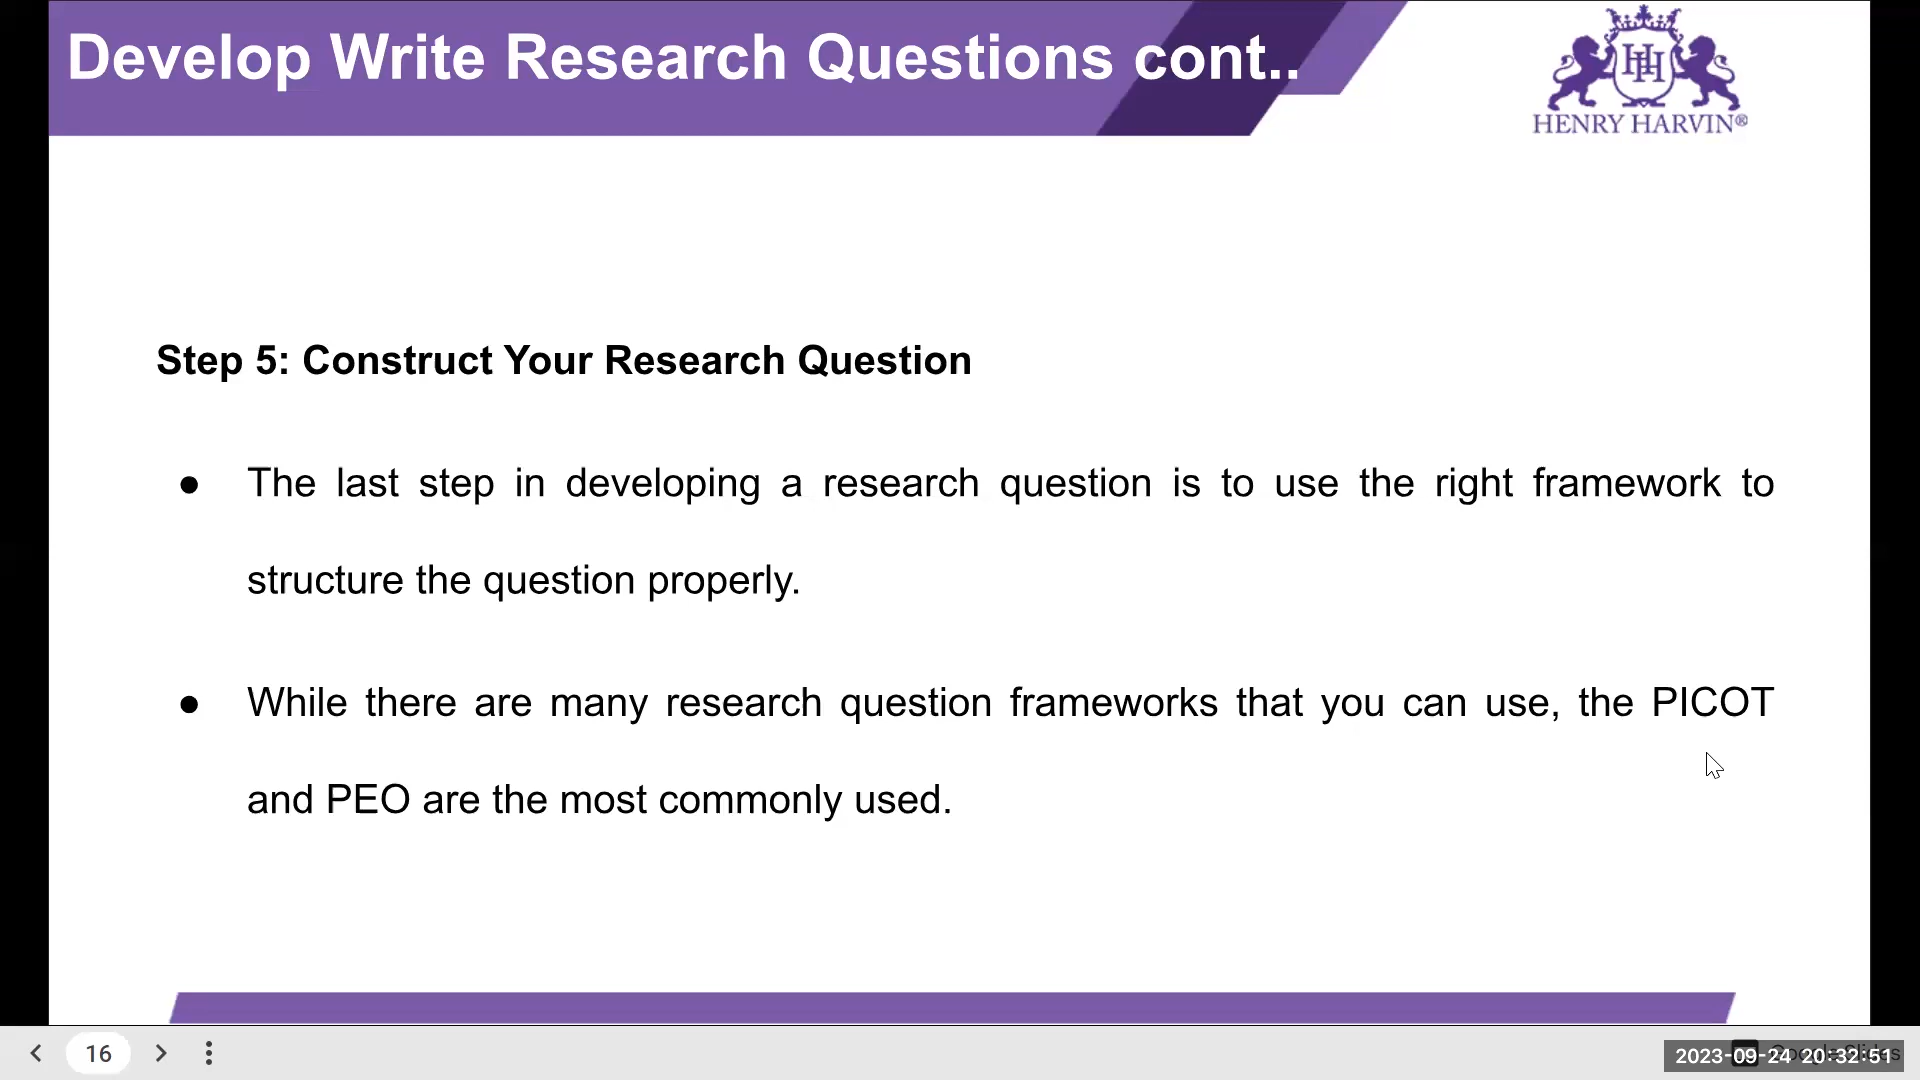 Develop Write Research Questions cont..
HENRY HARVIN®
Step 5: Construct Your Research Question
● The last step in developing a research question is to use the right framework to
structure the question properly.
● While there are many research question frameworks that you can use, the PICOT
and PEO are the most commonly used.
16
2023-09-24 20:32:51